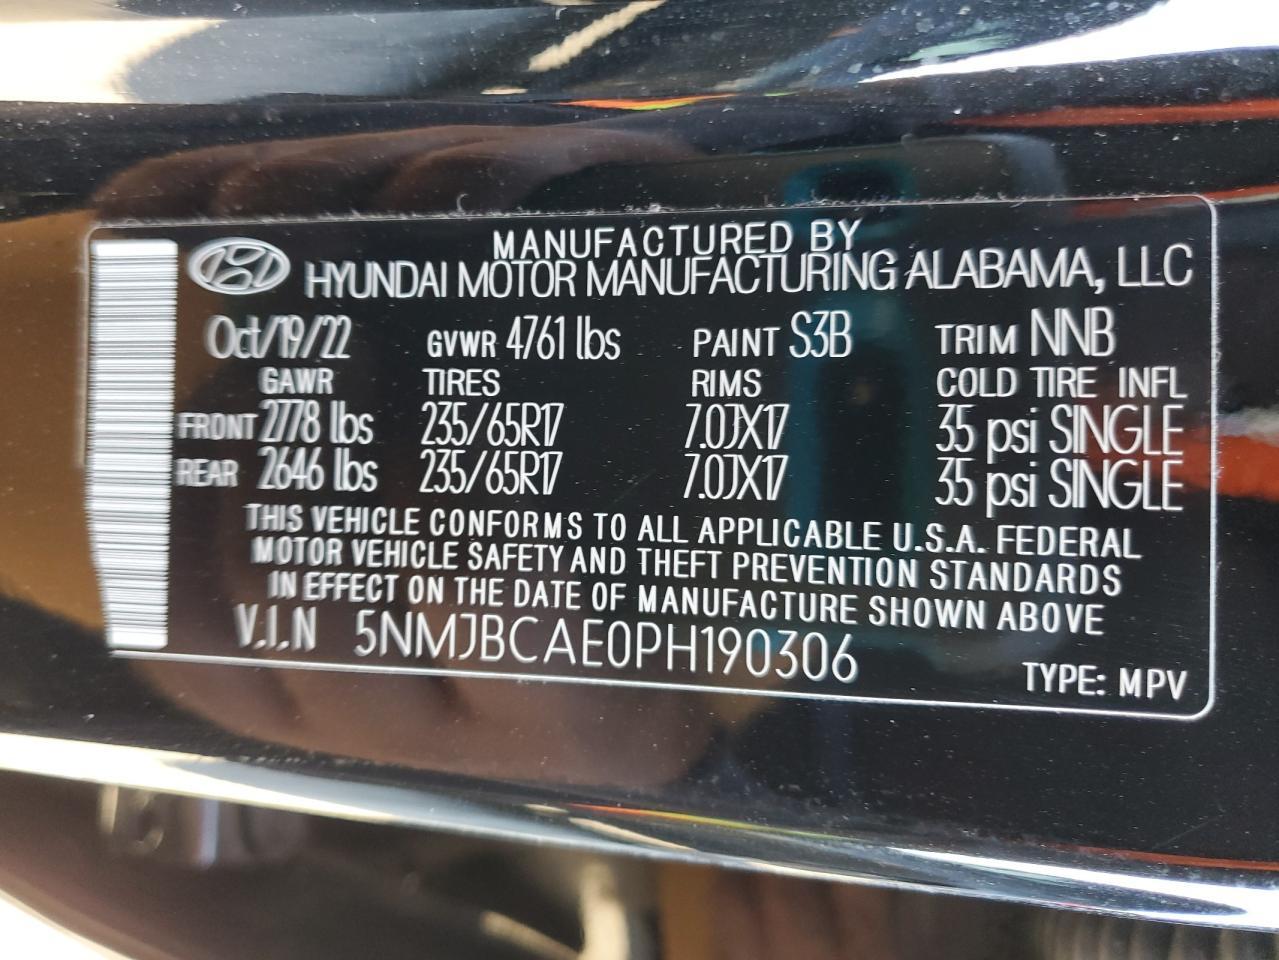 MANUFACTURED BY
HYUNDAI MOTOR MANUFACTURING ALABAMA, LLC
Oct/19/22 GVWR 4761 lbs PAINT S3B TRIM NNB
GAWR TIRES RIMS COLD TIRE INFL
FRONT 2778 lbs 235/65R17 7.0JX17 35 psi SINGLE
REAR 2646 lbs 235/65R17 7.0JX17 35 psi SINGLE
THIS VEHICLE CONFORMS TO ALL APPLICABLE U.S.A. FEDERAL
MOTOR VEHICLE SAFETY AND THEFT PREVENTION STANDARDS
IN EFFECT ON THE DATE OF MANUFACTURE SHOWN ABOVE
V.I.N 5NMJBCAE0PH190306
TYPE: MPV